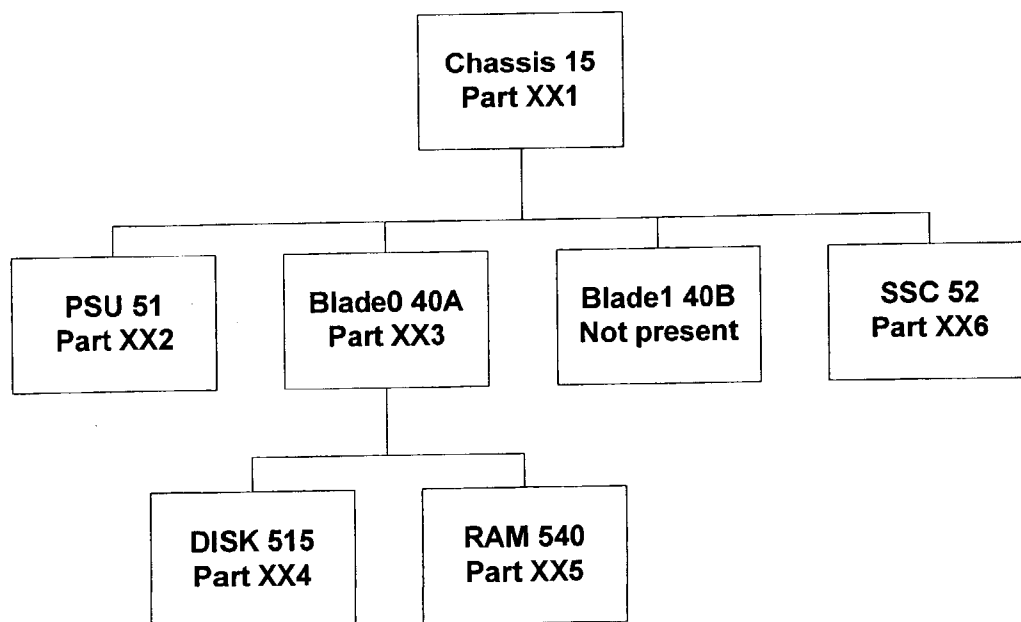 Chassis 15
Part XX1
PSU 51
Part XX2
Blade0 40A
Part XX3
Blade1 40B
Not present
SSC 52
Part XX6
DISK 515
Part XX4
RAM 540
Part XX5